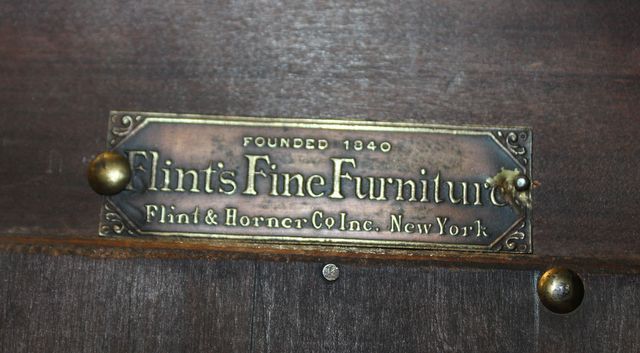 FOUNDED 1840
Flint's Fine Furniture
Flint & Horner Co Inc. New York